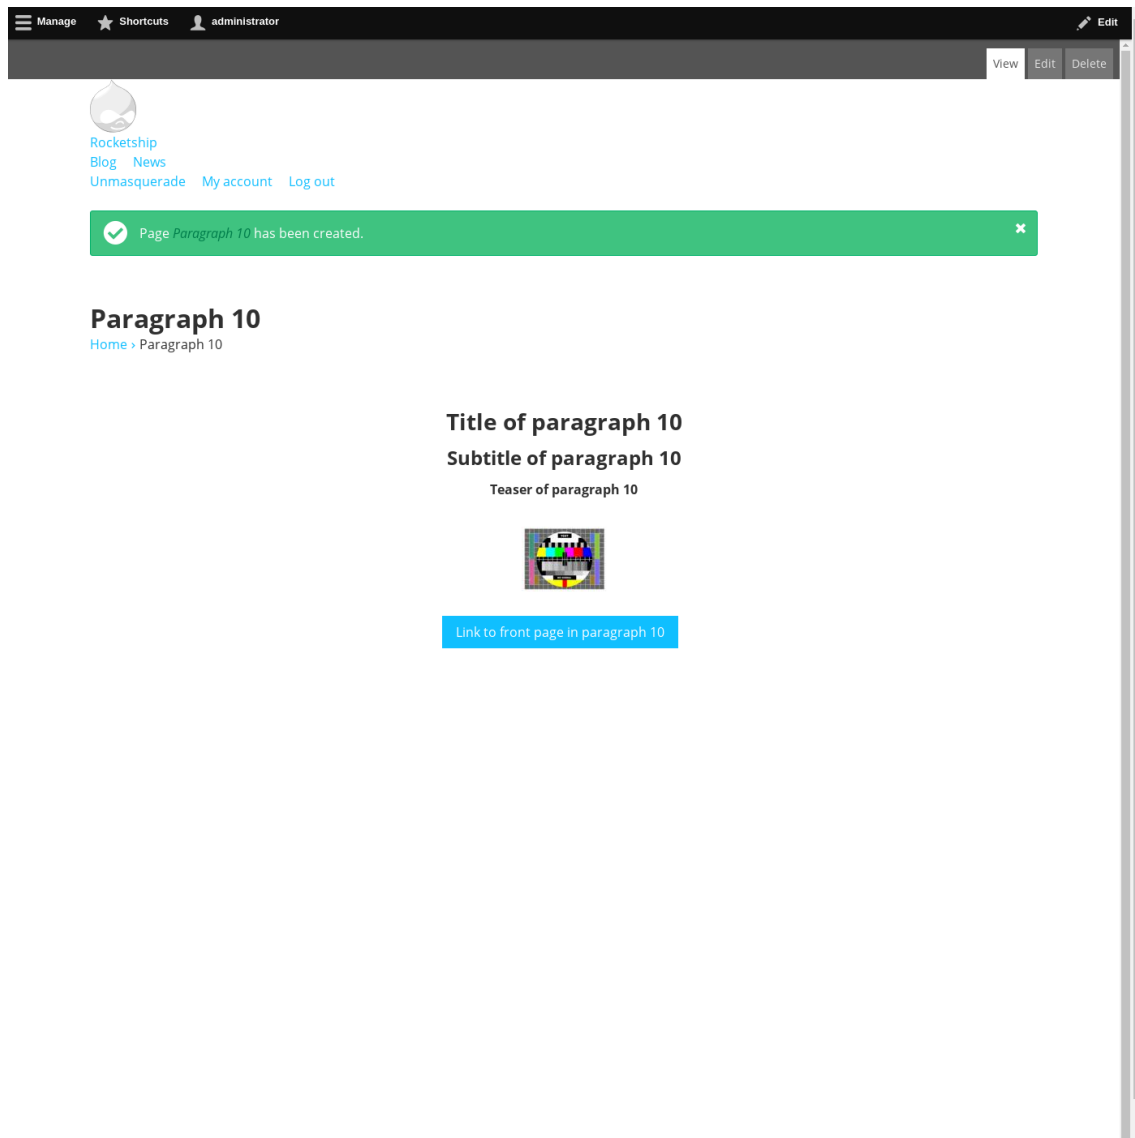 Manage Shortcuts administrator Edit
View Edit Delete
Rocketship
Blog News
Unmasquerade My account Log out
Page Paragraph 10 has been created.
Paragraph 10
Home › Paragraph 10
Title of paragraph 10
Subtitle of paragraph 10
Teaser of paragraph 10
Link to front page in paragraph 10